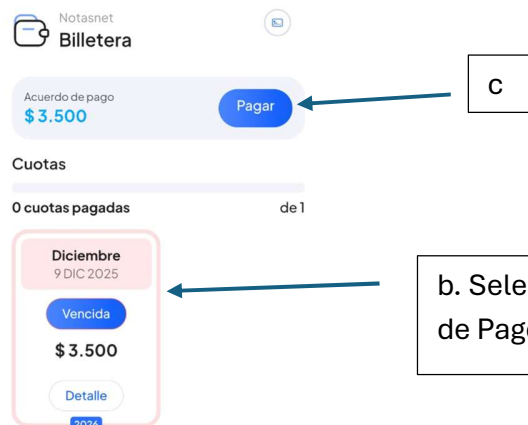 Notasnet
Billetera
Acuerdo de pago
$ 3.500
Pagar
c
Cuotas
0 cuotas pagadas de 1
Diciembre
9 DIC 2025
Vencida
$ 3.500
Detalle
2026
b. Sele
de Pag